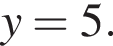 y = 5.